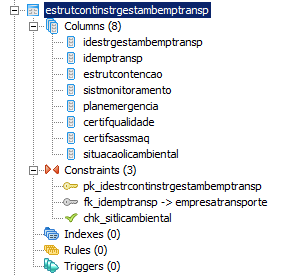 estrutcontinstrgestambemptransp
Columns (8)
idestrgestambemptransp
idemptransp
estrutcontencao
sistmonitoramento
planemergencia
certifqualidade
certifsassmaq
situacaolicambiental
Constraints (3)
pk_idestrcontinstrgestambemptransp
fk_idemptransp -> empresatransporte
chk_sitlicambiental
Indexes (0)
Rules (0)
Triggers (0)